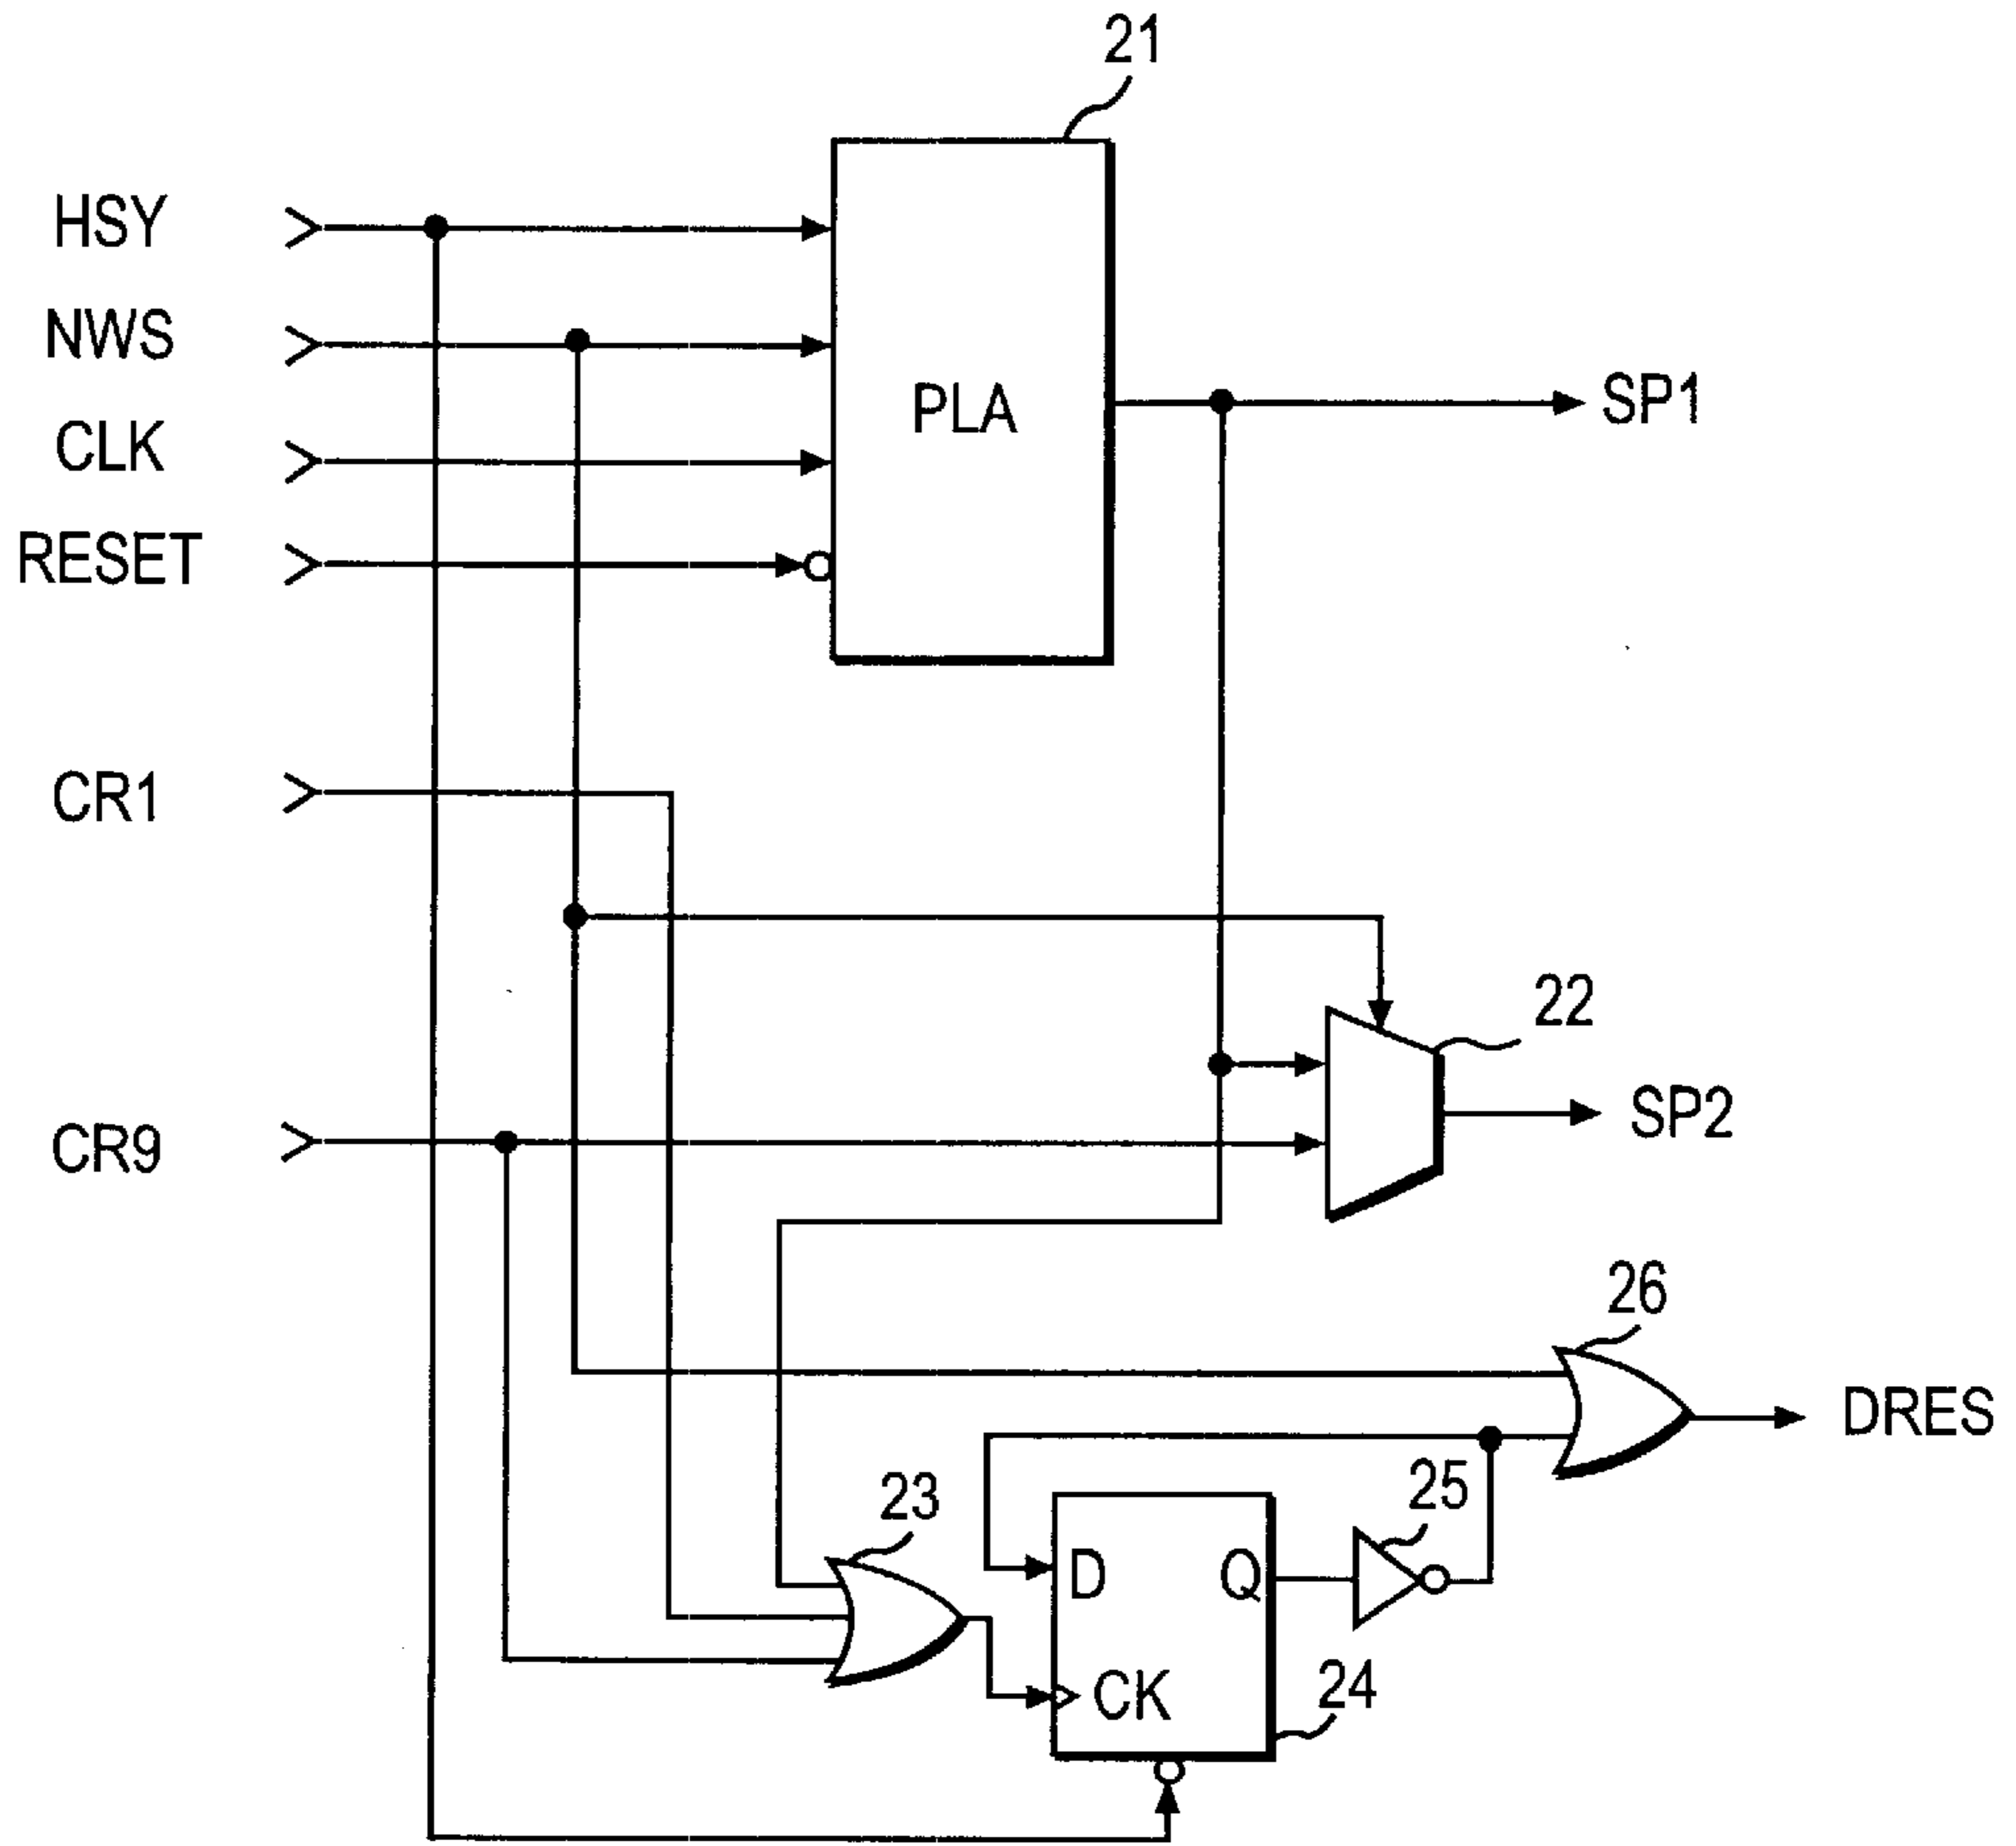 21
HSY
NWS
CLK
RESET
PLA
SP1
CR1
CR9
22
SP2
26
DRES
23
25
D
Q
CK
24